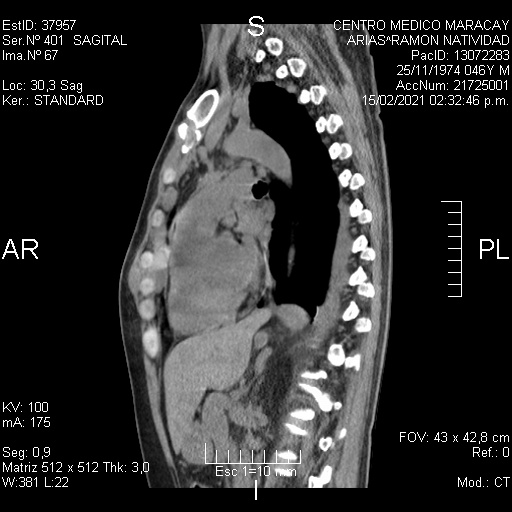 EstID: 37957
Ser.Nº 401 SAGITAL
Ima.Nº 67
Loc: 30,3 Sag
Ker.: STANDARD
S
CENTRO MEDICO MARACAY
ARIAS^RAMON NATIVIDAD
PacID: 13072283
25/11/1974 046Y M
AccNum: 21725001
15/02/2021 02:32:46 p.m.
AR
PL
KV: 100
mA: 175
Seg: 0,9
Matriz 512 x 512 Thk: 3,0
W:381 L:22
Esc 1=10 mm
I
FOV: 43 x 42,8 cm
Ref.: 0
Mod.: CT